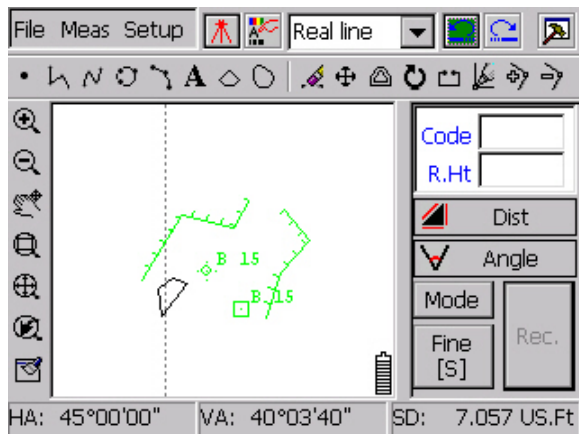 File Meas Setup Real line
A
Code
R.Ht
B 15
B 15
Dist
Angle
Mode
Fine
[S]
Rec.
HA: 45°00'00" VA: 40°03'40" SD: 7.057 US.Ft